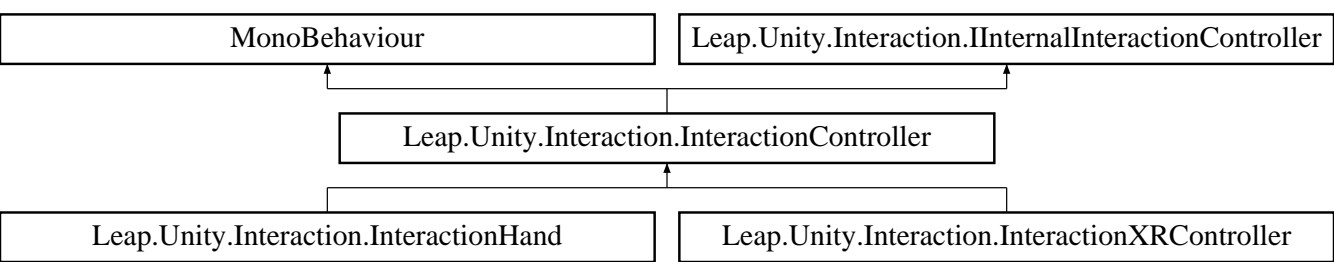 MonoBehaviour
Leap.Unity.Interaction.IInternalInteractionController
Leap.Unity.Interaction.InteractionController
Leap.Unity.Interaction.InteractionHand
Leap.Unity.Interaction.InteractionXRController